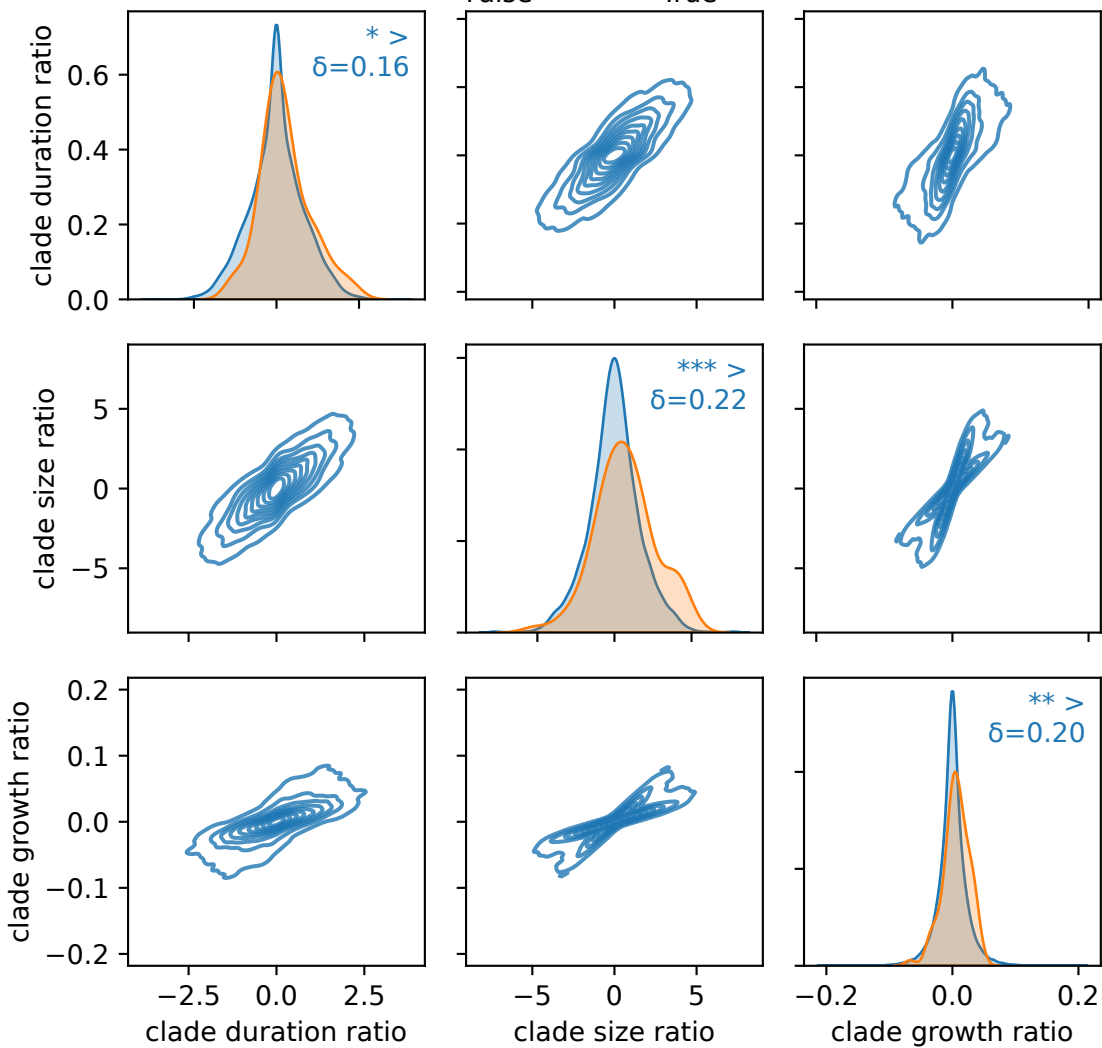 False True
clade duration ratio
0.6
0.4
0.2
0.0
* >
δ=0.16
clade size ratio
5
0
−5
*** >
δ=0.22
clade growth ratio
0.2
0.1
0.0
−0.1
−0.2
** >
δ=0.20
−2.5 0.0 2.5
−5 0 5
−0.2 0.0 0.2
clade duration ratio
clade size ratio
clade growth ratio